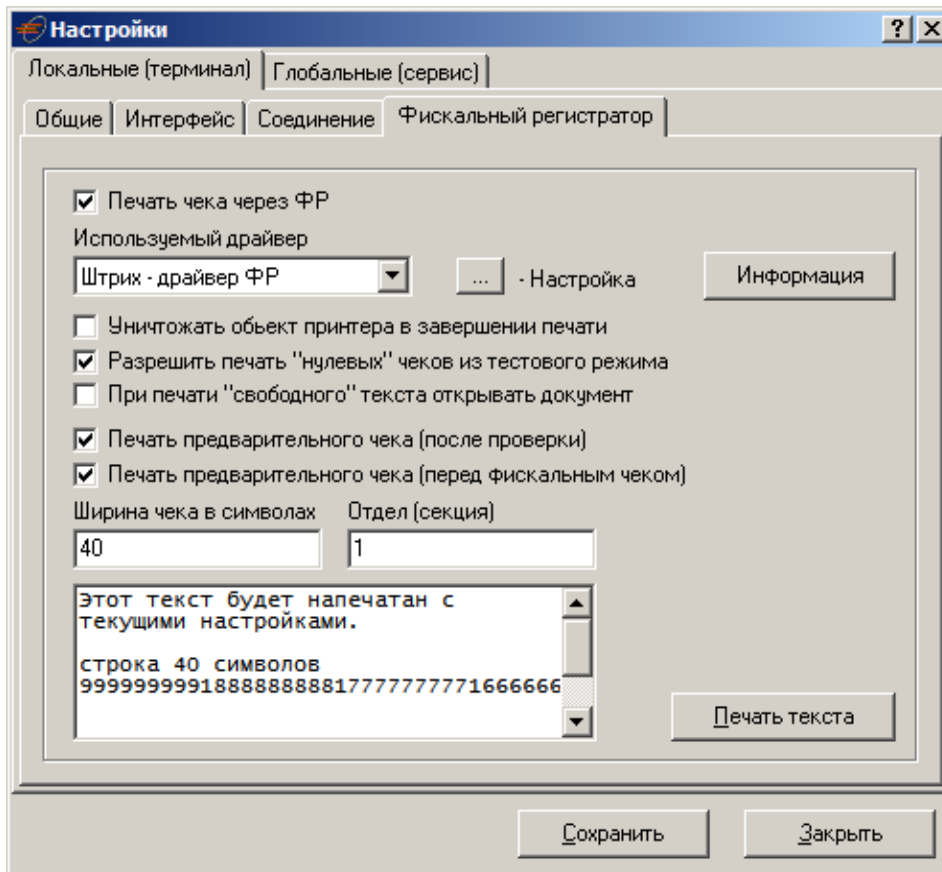 Настройки
Локальные (терминал) Глобальные (сервис)
Общие Интерфейс Соединение Фискальный регистратор
Печать чека через ФР
Используемый драйвер
Штрих - драйвер ФР ... - Настройка Информация
Уничтожать обьект принтера в завершении печати
Разрешить печать "нулевых" чеков из тестового режима
При печати "свободного" текста открывать документ
Печать предварительного чека (после проверки)
Печать предварительного чека (перед фискальным чеком)
Ширина чека в символах Отдел (секция)
40 1
Этот текст будет напечатан с
текущими настройками.
строка 40 символов
9999999991888888888817777777771666666
Печать текста
Сохранить Закрыть